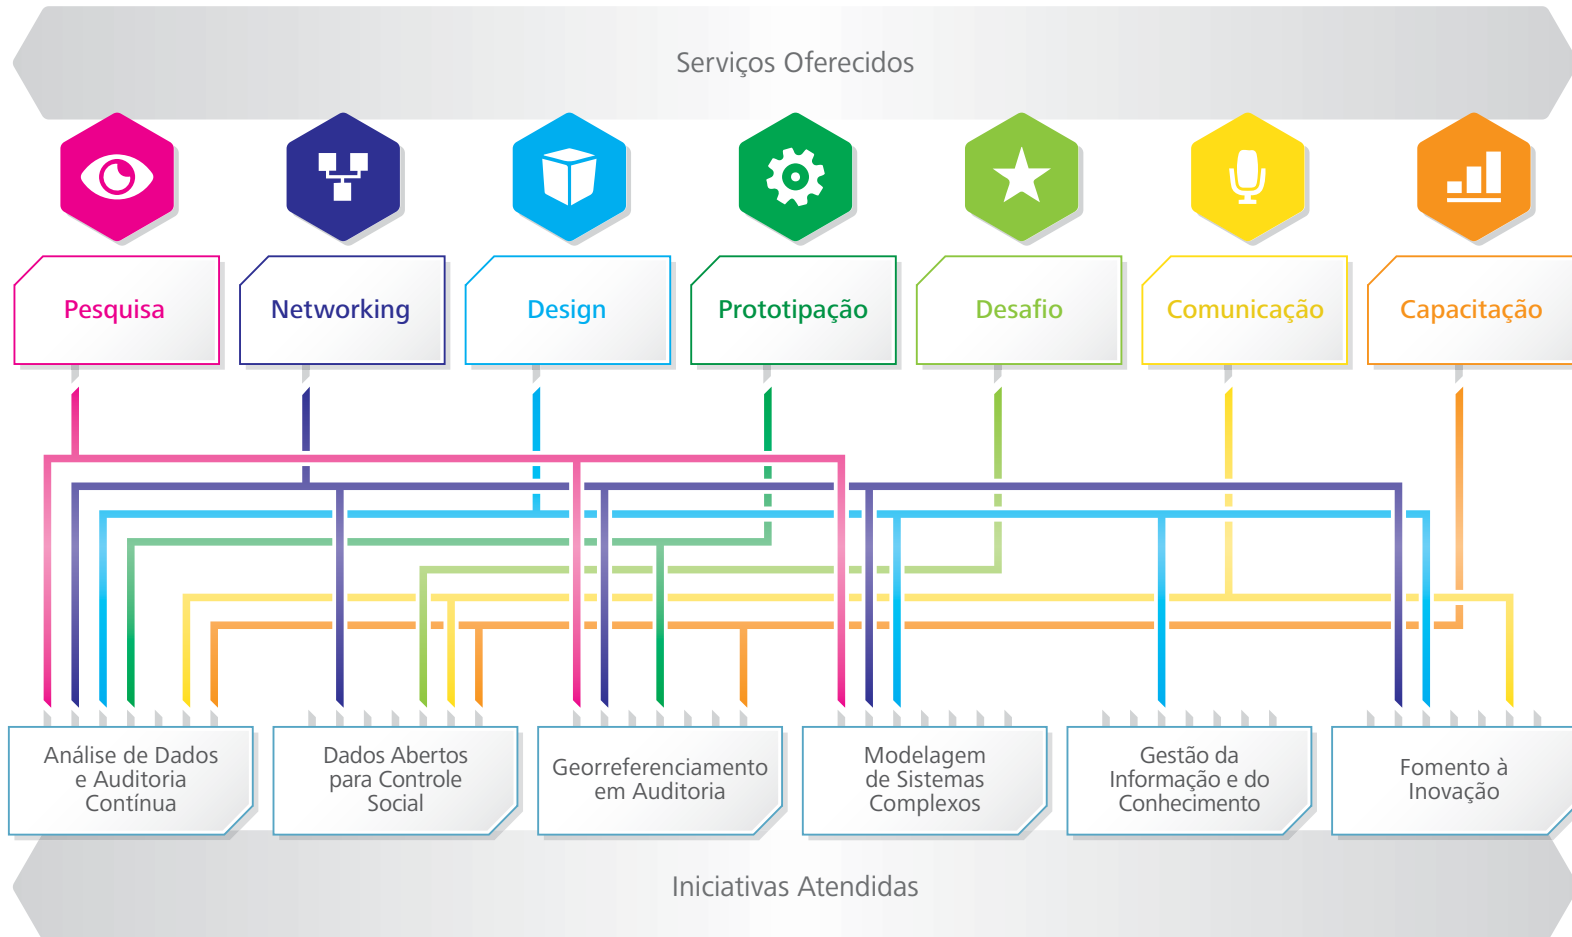 Serviços Oferecidos
Pesquisa
Networking
Design
Prototipação
Desafio
Comunicação
Capacitação
Análise de Dados
e Auditoria
Contínua
Dados Abertos
para Controle
Social
Georreferenciamento
em Auditoria
Modelagem
de Sistemas
Complexos
Gestão da
Informação e do
Conhecimento
Fomento à
Inovação
Iniciativas Atendidas